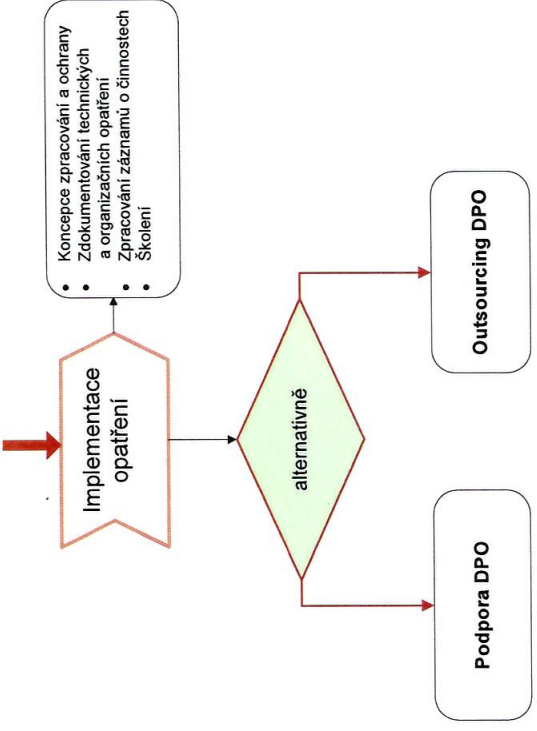 Implementace
opatření
• Koncepce zpracování a ochrany
• Zdokumentování technických
a organizačních opatření
• Zpracování záznamů o činnostech
• Školení
alternativně
Podpora DPO
Outsourcing DPO